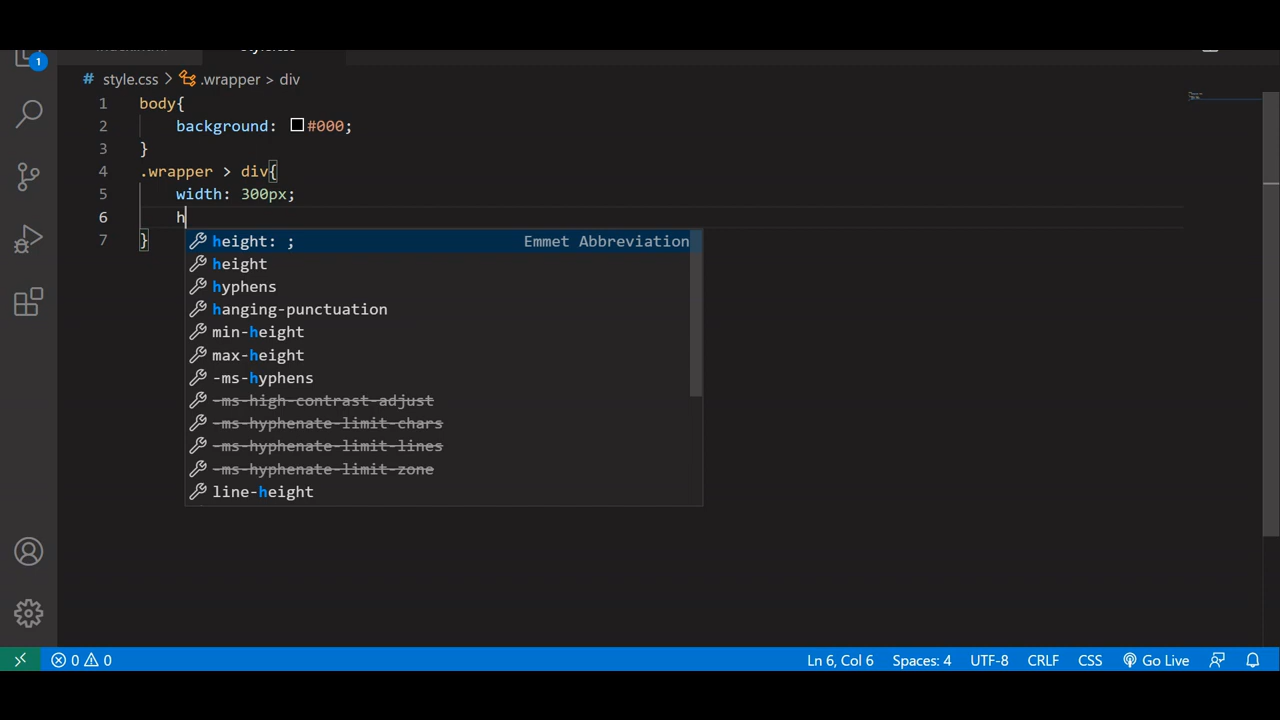 1
style.css
# style.css > .wrapper > div
1 body{
2 background: #000;
3 }
4 .wrapper > div{
5 width: 300px;
6 h
7 }
height: ; Emmet Abbreviation
height
hyphens
hanging-punctuation
min-height
max-height
-ms-hyphens
-ms-high-contrast-adjust
-ms-hyphenate-limit-chars
-ms-hyphenate-limit-lines
-ms-hyphenate-limit-zone
line-height
0 0 Ln 6, Col 6 Spaces: 4 UTF-8 CRLF CSS Go Live